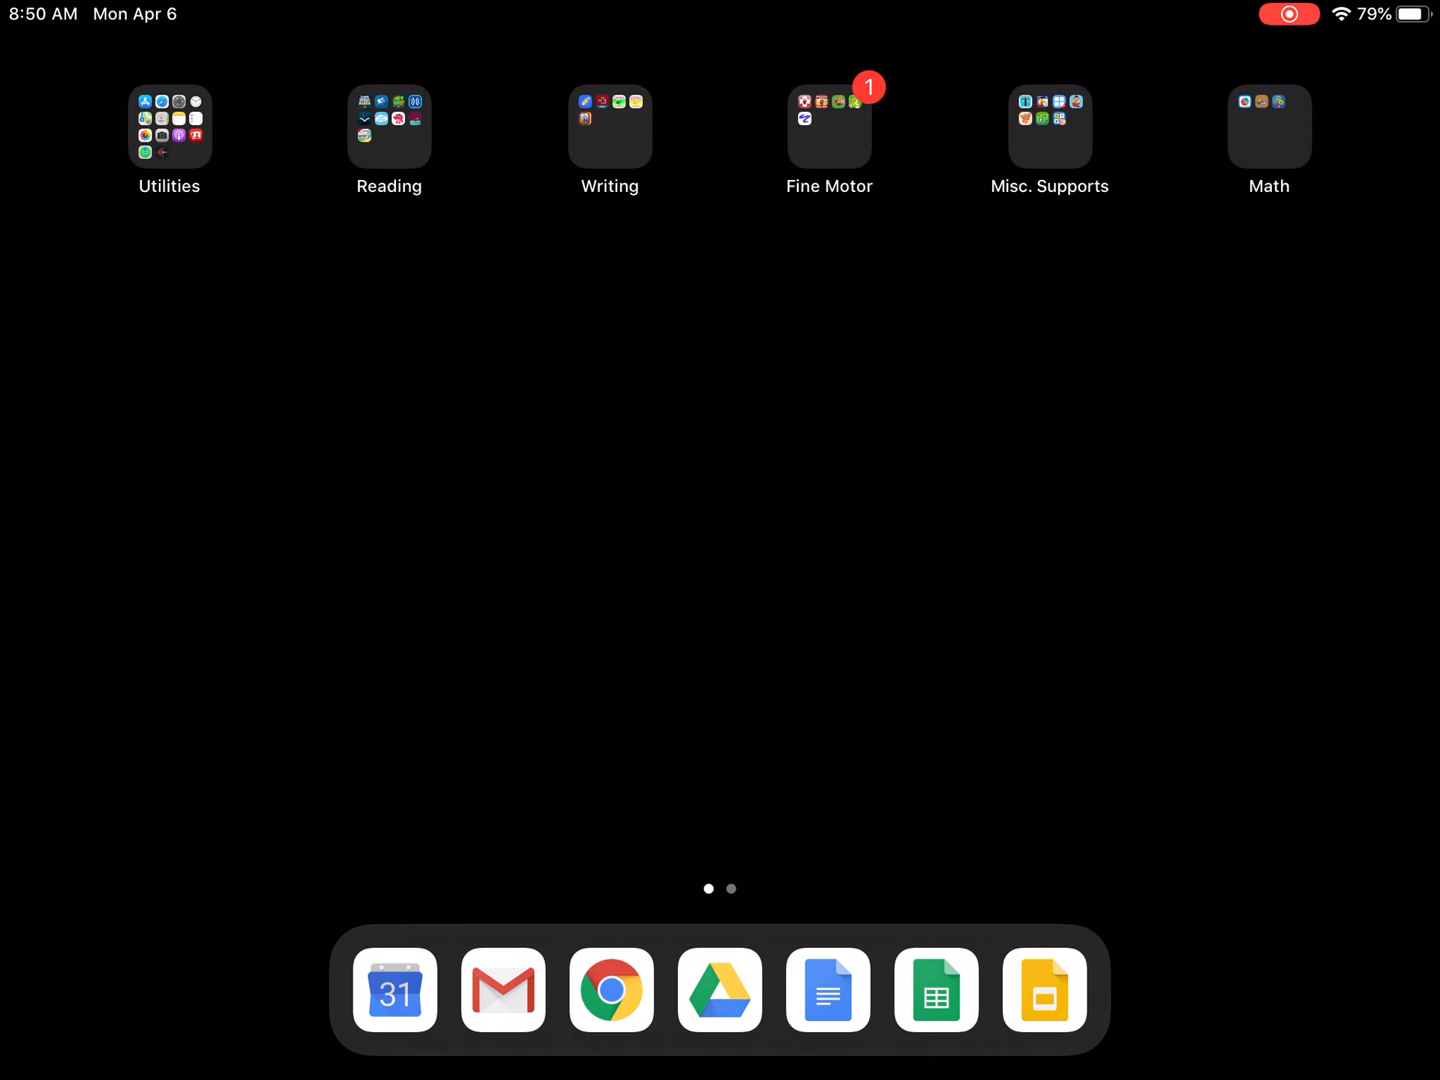 8:50 AM Mon Apr 6
79%
1
Utilities
Reading
Writing
Fine Motor
Misc. Supports
Math
31